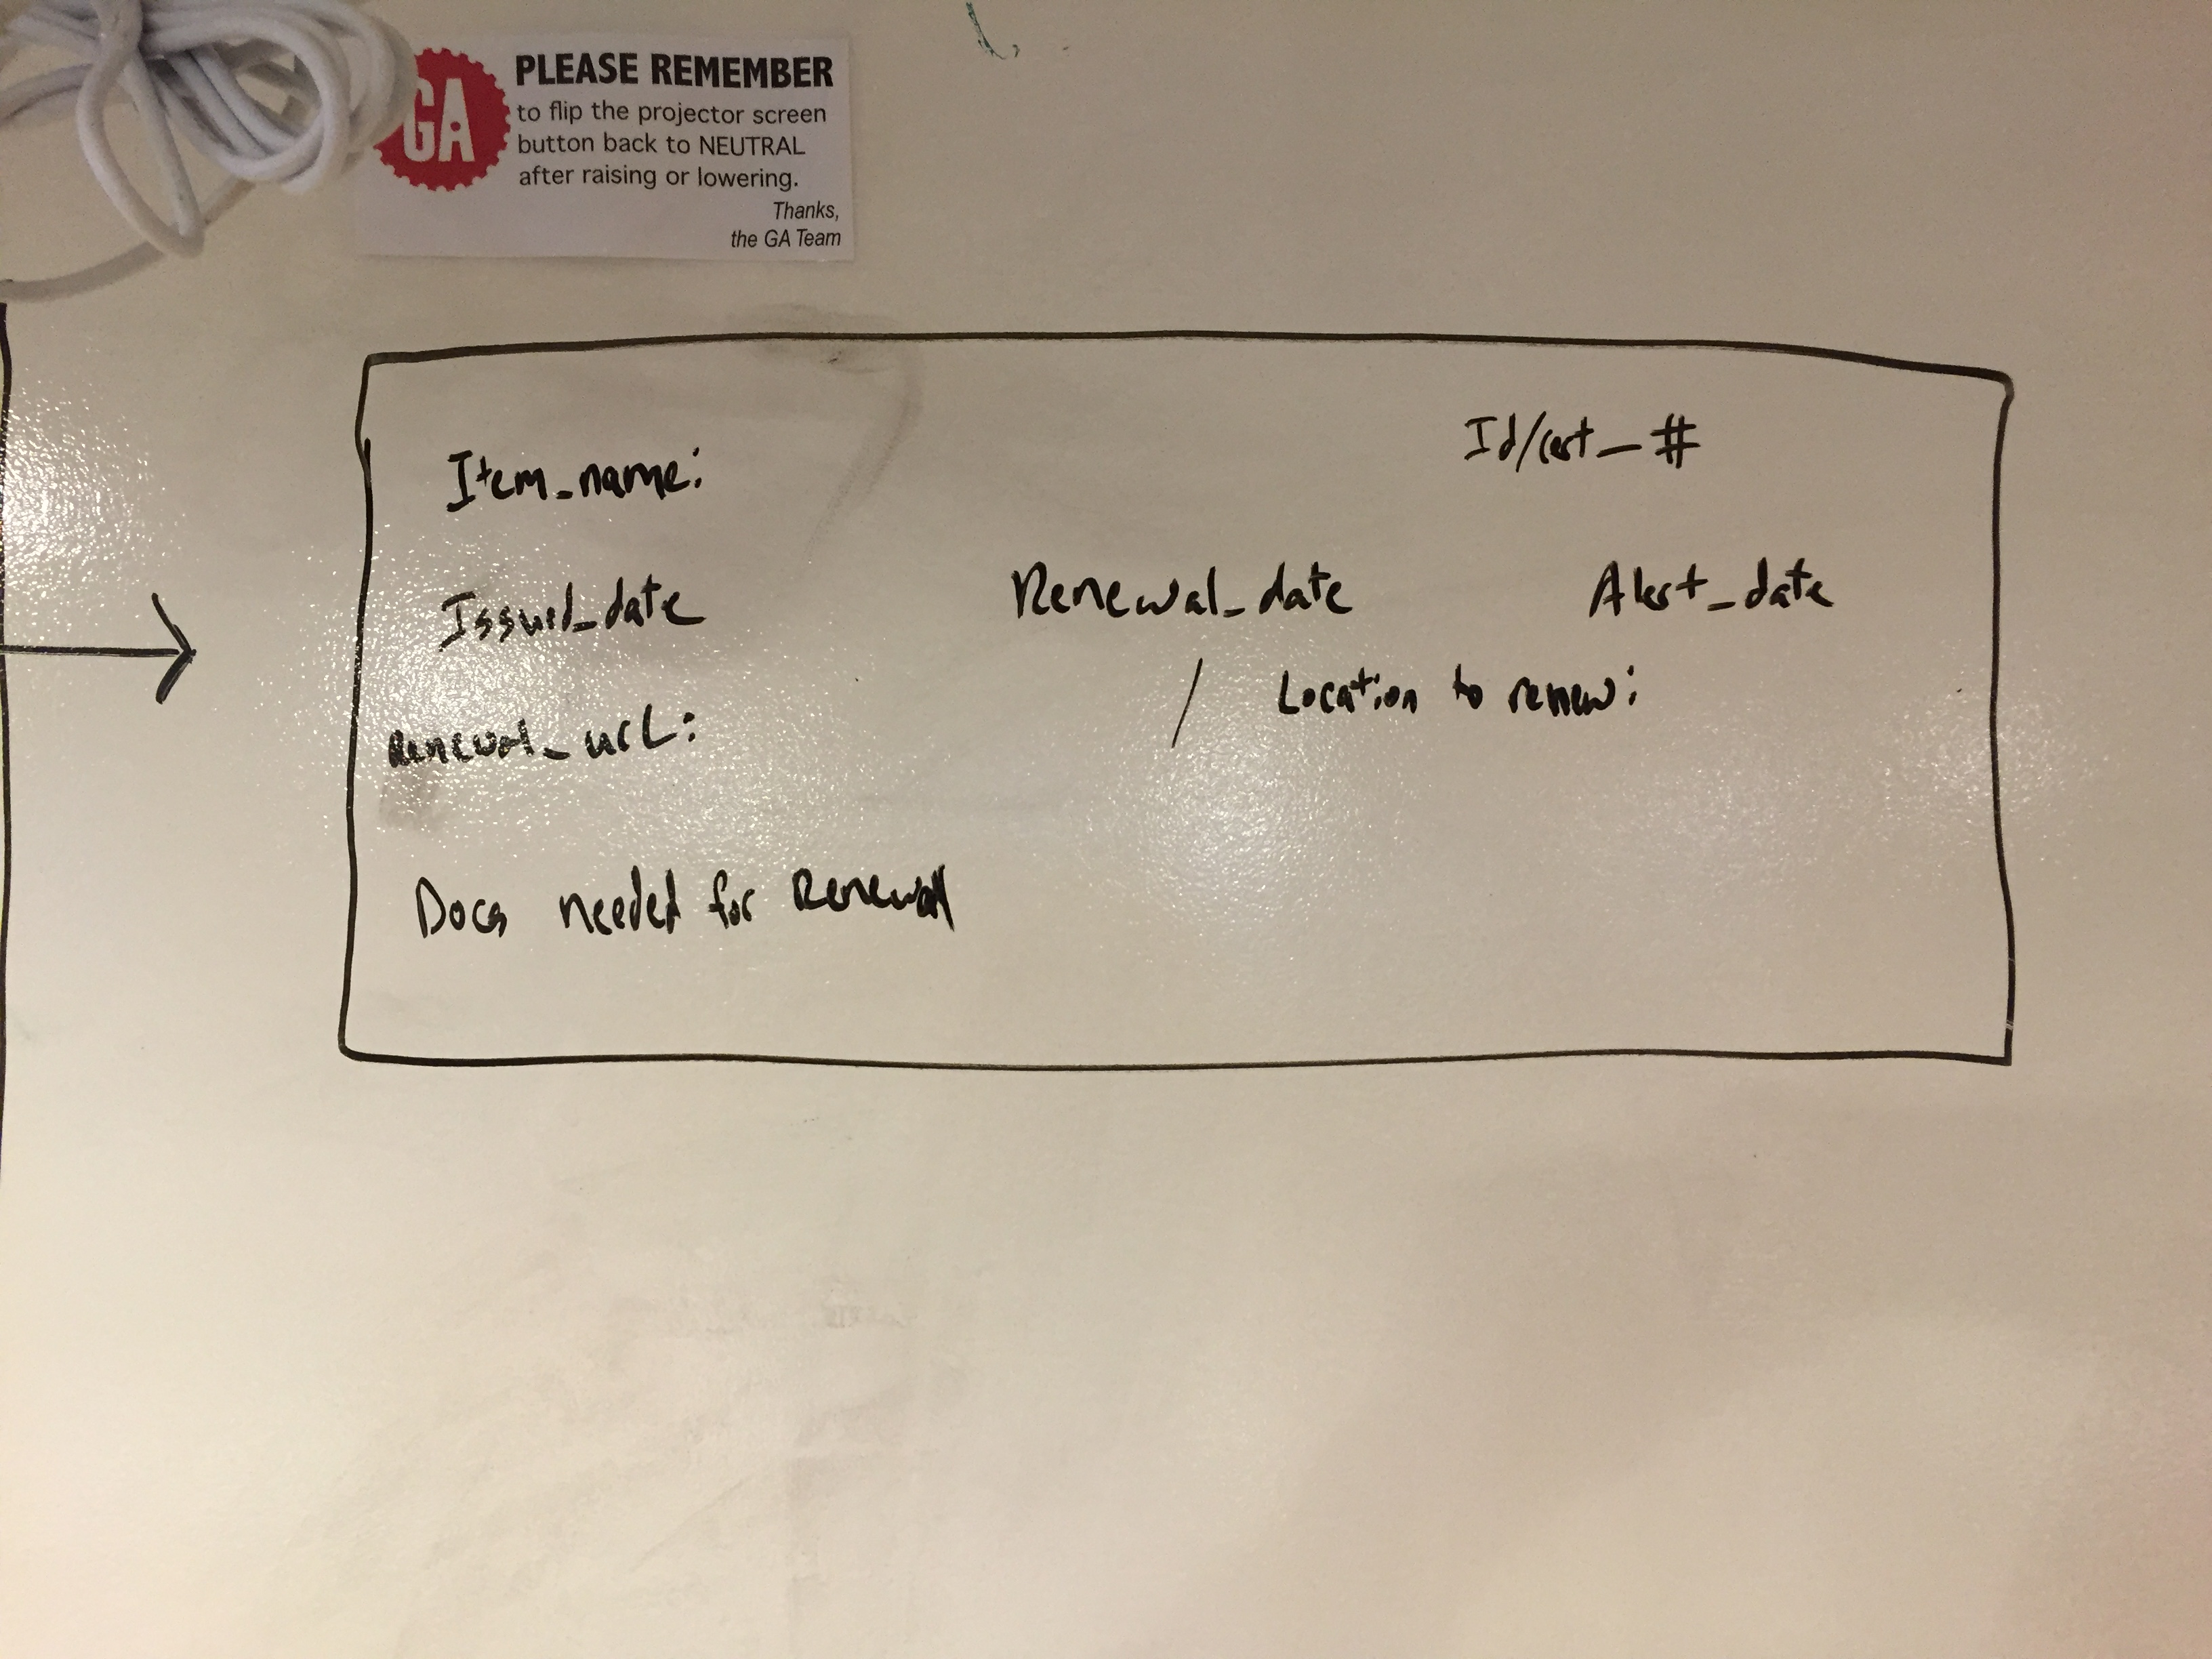 GA
PLEASE REMEMBER
to flip the projector screen
button back to NEUTRAL
after raising or lowering.
Thanks,
the GA Team
Item_name: Id/cert_#
Issued_date Renewal_date Alert_date
Renewal_urL: / Location to renew:
Docs needed for Renewal